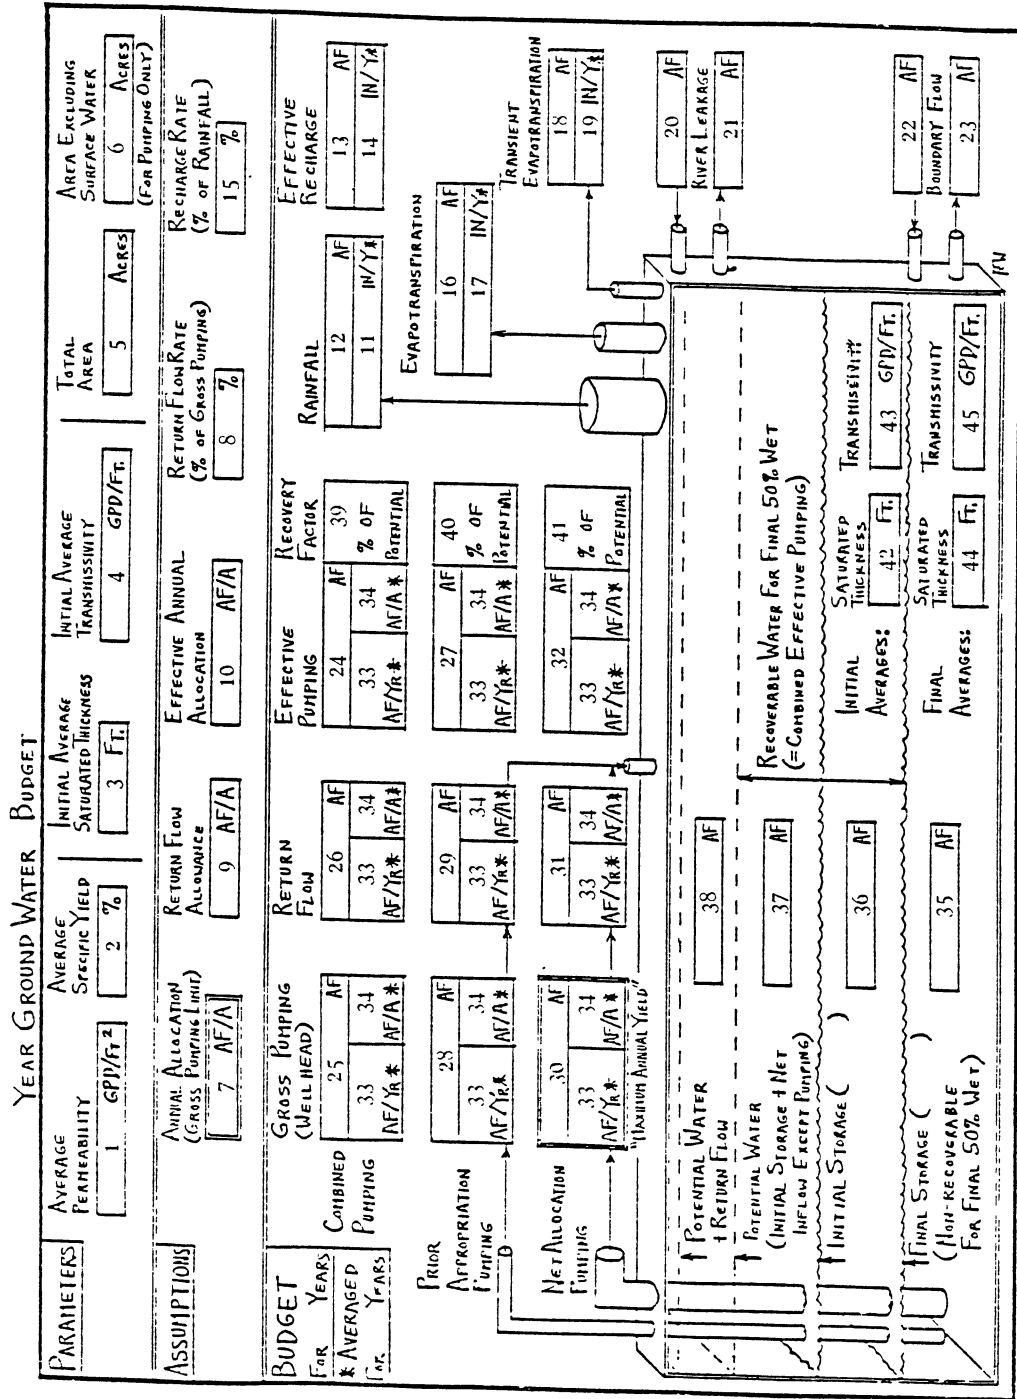 YEAR GROUND WATER BUDGET
PARAMETERS
AVERAGE
PERMEABILITY
1 GPD/FT²
AVERAGE
SPECIFIC YIELD
2 %
INITIAL AVERAGE
SATURATED THICKNESS
3 FT.
INTIAL AVERAGE
TRANSMISSIVITY
4 GPD/FT.
TOTAL
AREA
5 ACRES
AREA EXCLUDING
SURFACE WATER
6 ACRES
(FOR PUMPING ONLY)
ASSUMPTIONS
ANNUAL ALLOCATION
(GROSS PUMPING LIMIT)
7 AF/A
RETURN FLOW
ALLOWANCE
9 AF/A
EFFECTIVE ANNUAL
ALLOCATION
10 AF/A
RETURN FLOW RATE
(% OF GROSS PUMPING)
8 %
RECHARGE RATE
(% OF RAINFALL)
15 %
BUDGET
FOR YEARS
* AVERAGED
FOR YEARS
GROSS PUMPING
(WELL HEAD)
RETURN
FLOW
EFFECTIVE
PUMPING
RECOVERY
FACTOR
COMBINED
PUMPING
25 AF
33 34
AF/YR* AF/A*
26 AF
33 34
AF/YR* AF/A*
24 AF
33 34
AF/YR* AF/A*
39
% OF
POTENTIAL
RAINFALL
12 AF
11 IN/Y*
EFFECTIVE
RECHARGE
13 AF
14 IN/Y*
PRIOR
APPROPRIATION
PUMPING
28 AF
33 34
AF/YR* AF/A*
29 AF
33 34
AF/YR* AF/A*
27 AF
33 34
AF/YR* AF/A*
40
% OF
POTENTIAL
EVAPOTRANSPIRATION
16 AF
17 IN/Y*
TRANSIENT
EVAPOTRANSPIRATION
18 AF
19 IN/Y*
NET ALLOCATION
PUMPING
30 AF
33 34
AF/YR* AF/A*
"MAXIMUM ANNUAL YIELD"
31 AF
33 34
AF/YR* AF/A*
32 AF
33 34
AF/YR* AF/A*
41
% OF
POTENTIAL
20 AF
RIVER LEAKAGE
21 AF
POTENTIAL WATER
+ RETURN FLOW
38 AF
POTENTIAL WATER
(INITIAL STORAGE + NET
INFLOW EXCEPT PUMPING)
37 AF
RECOVERABLE WATER FOR FINAL 50% WET
(= COMBINED EFFECTIVE PUMPING)
INITIAL STORAGE ( )
36 AF
INITIAL
AVERAGES:
SATURATED
THICKNESS
42 FT.
TRANSMISSIVITY
43 GPD/FT.
22 AF
BOUNDARY FLOW
23 AF
FINAL STORAGE ( )
(NON-RECOVERABLE
FOR FINAL 50% WET)
35 AF
FINAL
AVERAGES:
SATURATED
THICKNESS
44 FT.
TRANSMISSIVITY
45 GPD/FT.